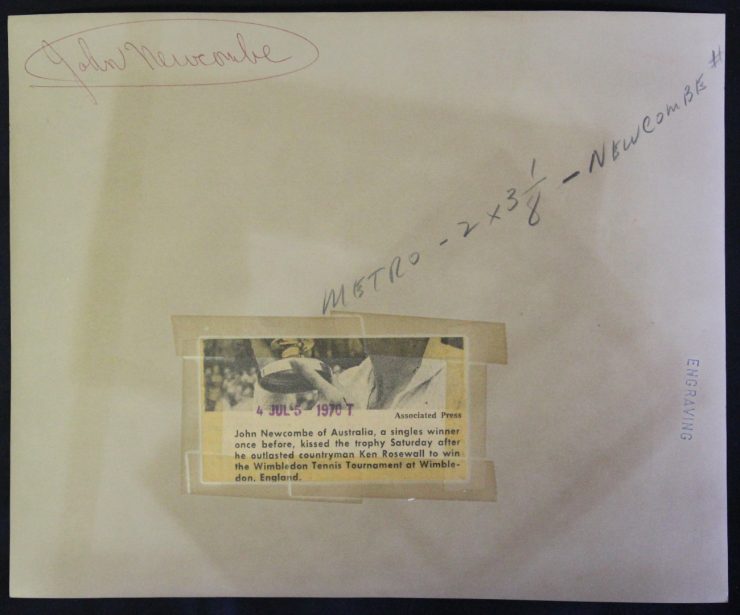 John Newcombe
METRO - 2 x 3 1/8 - NEWCOMBE #
ENGRAVING
4 JUL 5 1970 T
Associated Press
John Newcombe of Australia, a singles winner
once before, kissed the trophy Saturday after
he outlasted countryman Ken Rosewall to win
the Wimbledon Tennis Tournament at Wimble-
don, England.